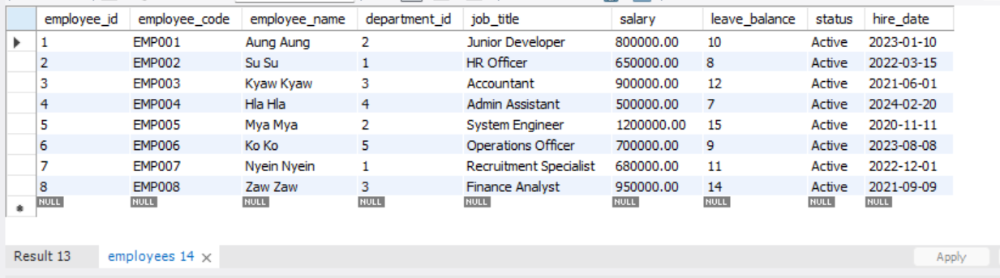 employee_id employee_code employee_name department_id job_title salary leave_balance status hire_date
1 EMP001 Aung Aung 2 Junior Developer 800000.00 10 Active 2023-01-10
2 EMP002 Su Su 1 HR Officer 650000.00 8 Active 2022-03-15
3 EMP003 Kyaw Kyaw 3 Accountant 900000.00 12 Active 2021-06-01
4 EMP004 Hla Hla 4 Admin Assistant 500000.00 7 Active 2024-02-20
5 EMP005 Mya Mya 2 System Engineer 1200000.00 15 Active 2020-11-11
6 EMP006 Ko Ko 5 Operations Officer 700000.00 9 Active 2023-08-08
7 EMP007 Nyein Nyein 1 Recruitment Specialist 680000.00 11 Active 2022-12-01
8 EMP008 Zaw Zaw 3 Finance Analyst 950000.00 14 Active 2021-09-09
NULL NULL NULL NULL NULL NULL NULL NULL NULL
Result 13 employees 14 Apply